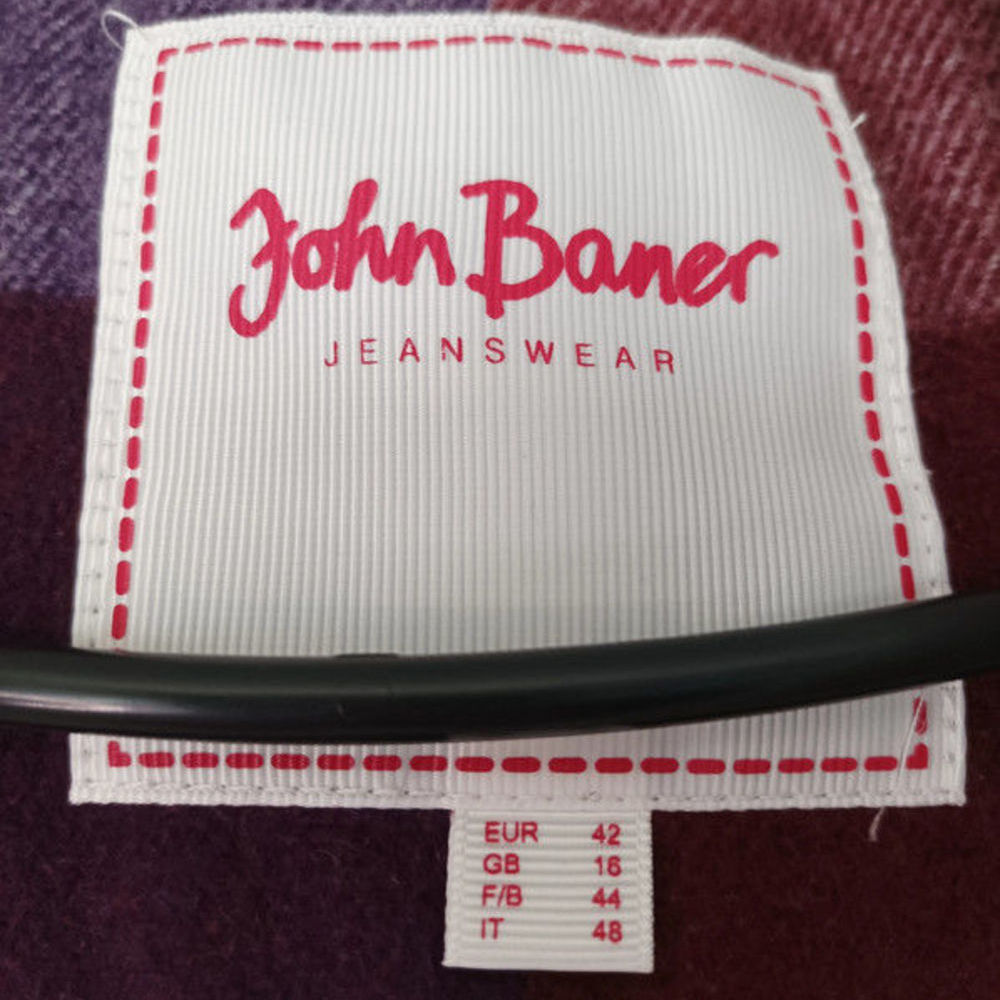 John Baner
JEANSWEAR
EUR 42
GB 16
F/B 44
IT 48